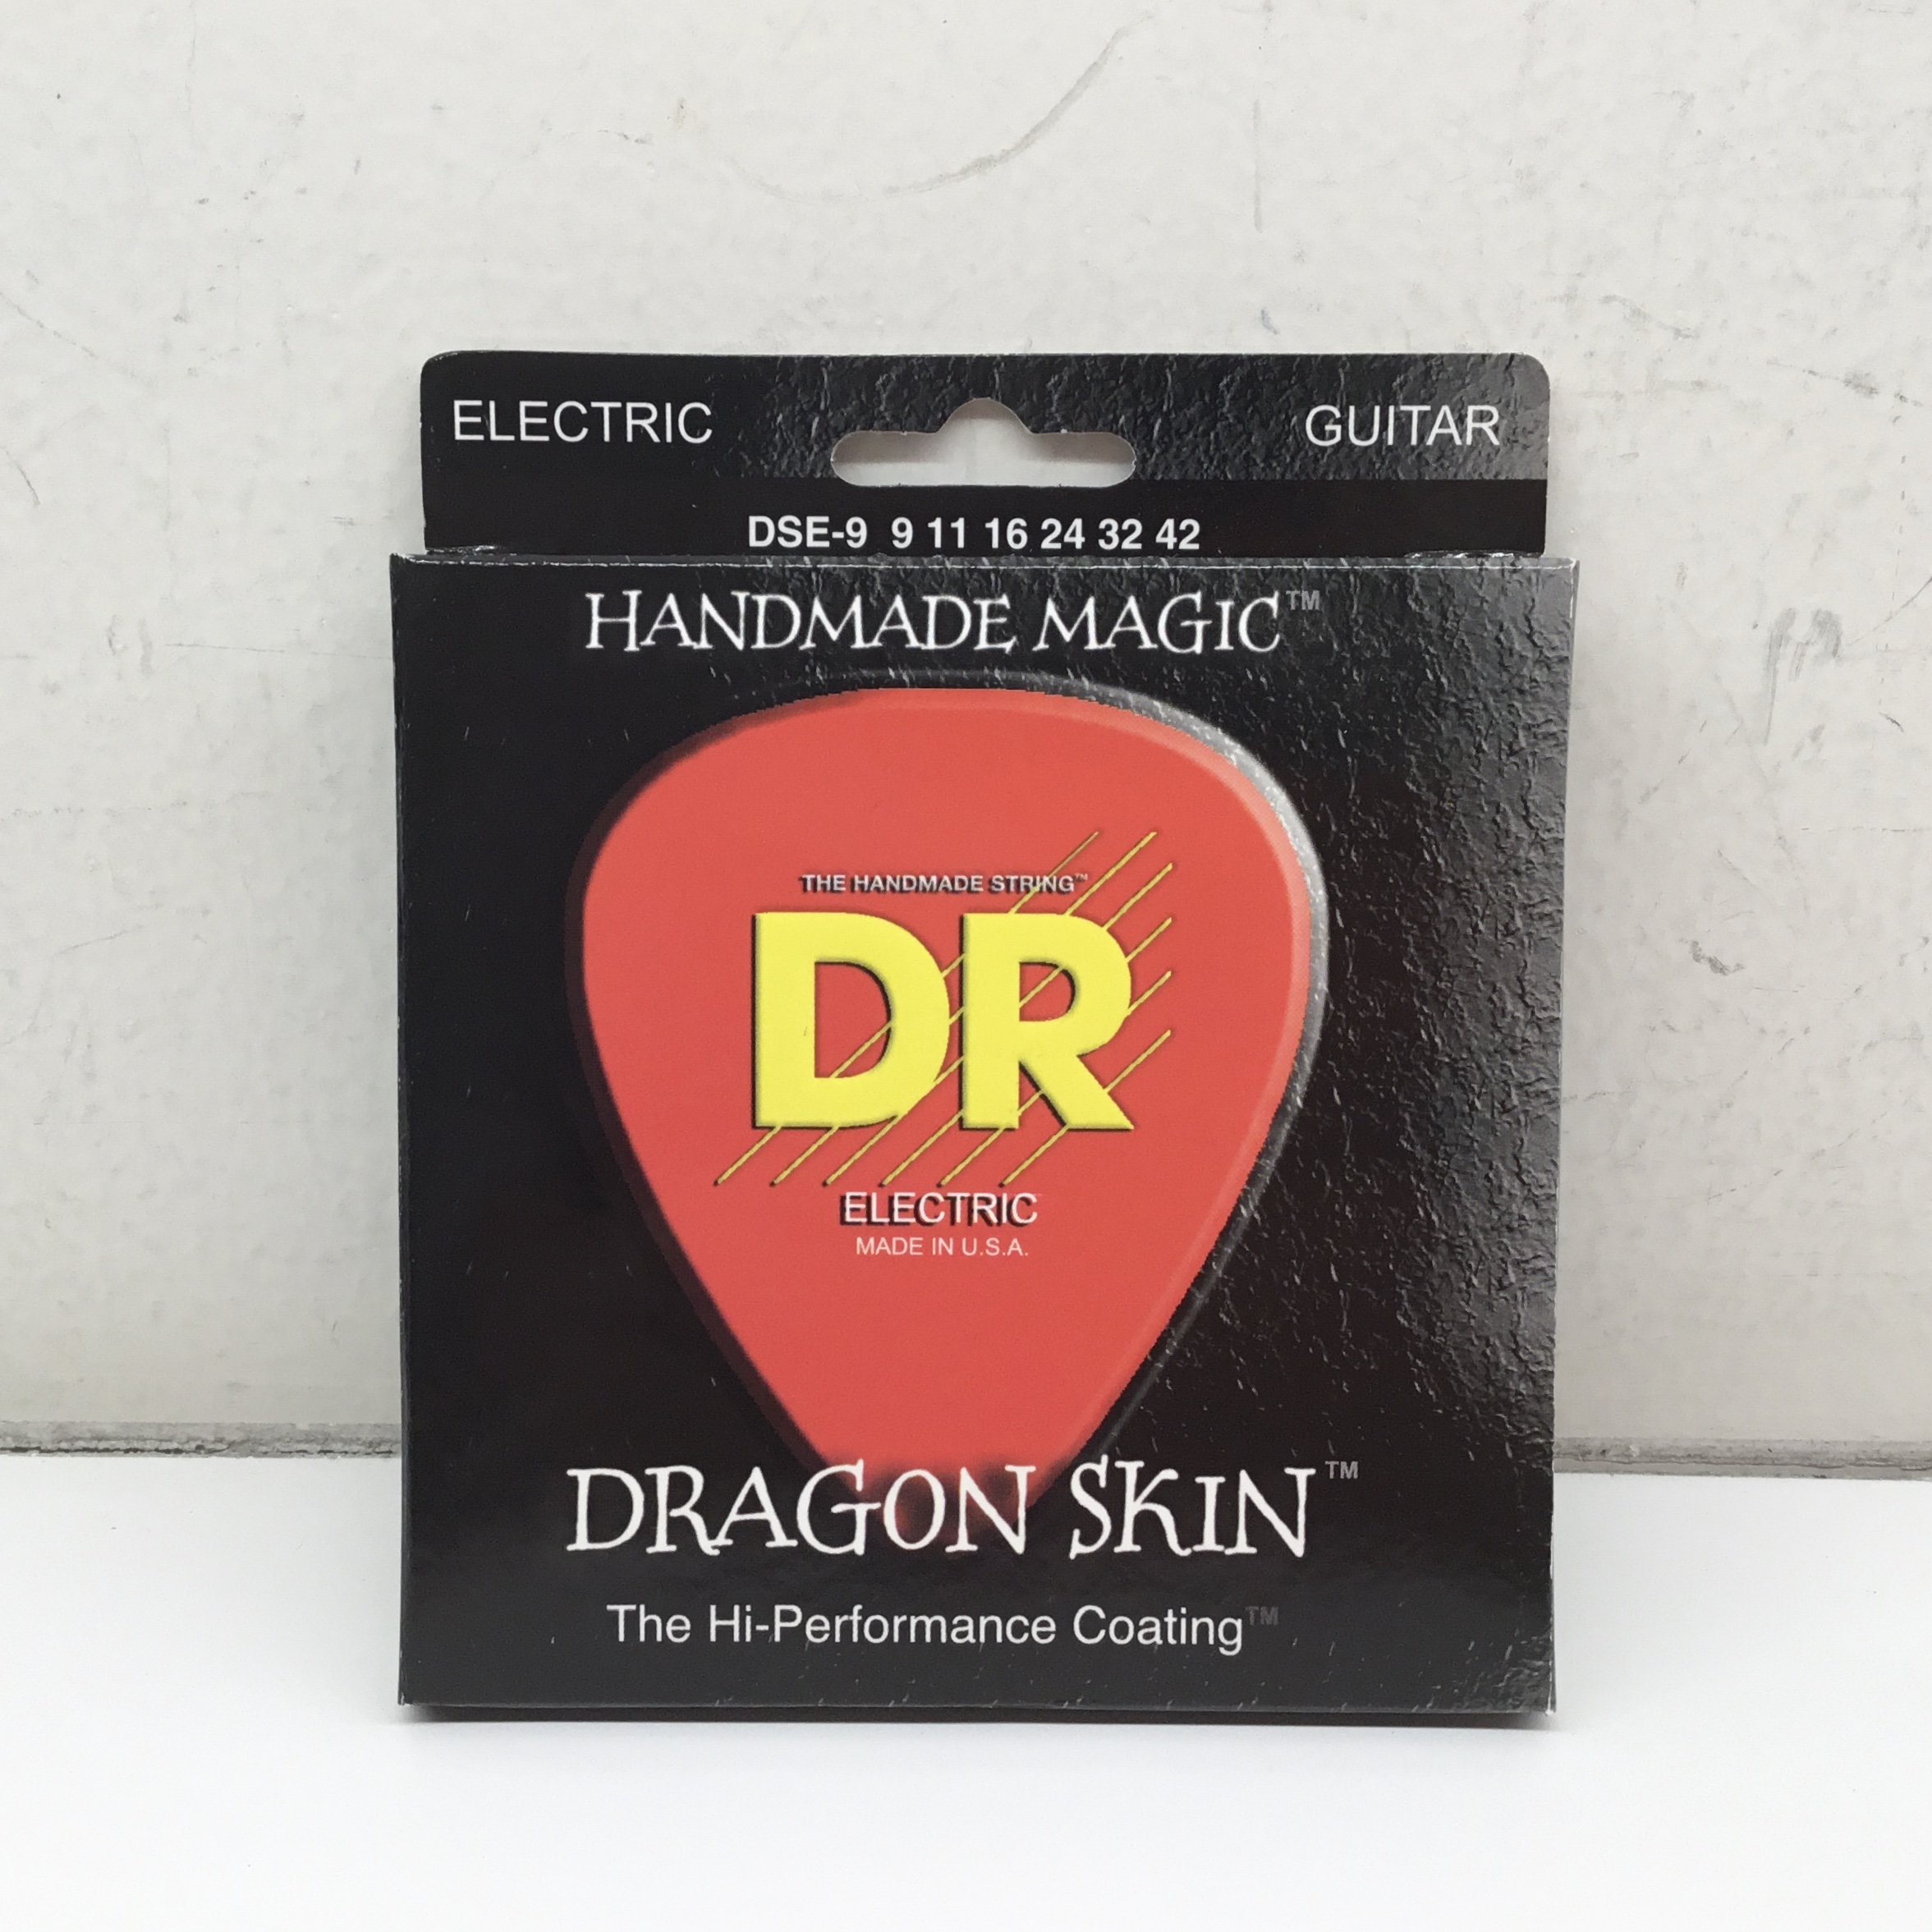 ELECTRIC GUITAR
DSE-9 9 11 16 24 32 42
HANDMADE MAGIC™
THE HANDMADE STRING™
DR
ELECTRIC
MADE IN U.S.A.
DRAGON SKIN™
The Hi-Performance Coating™